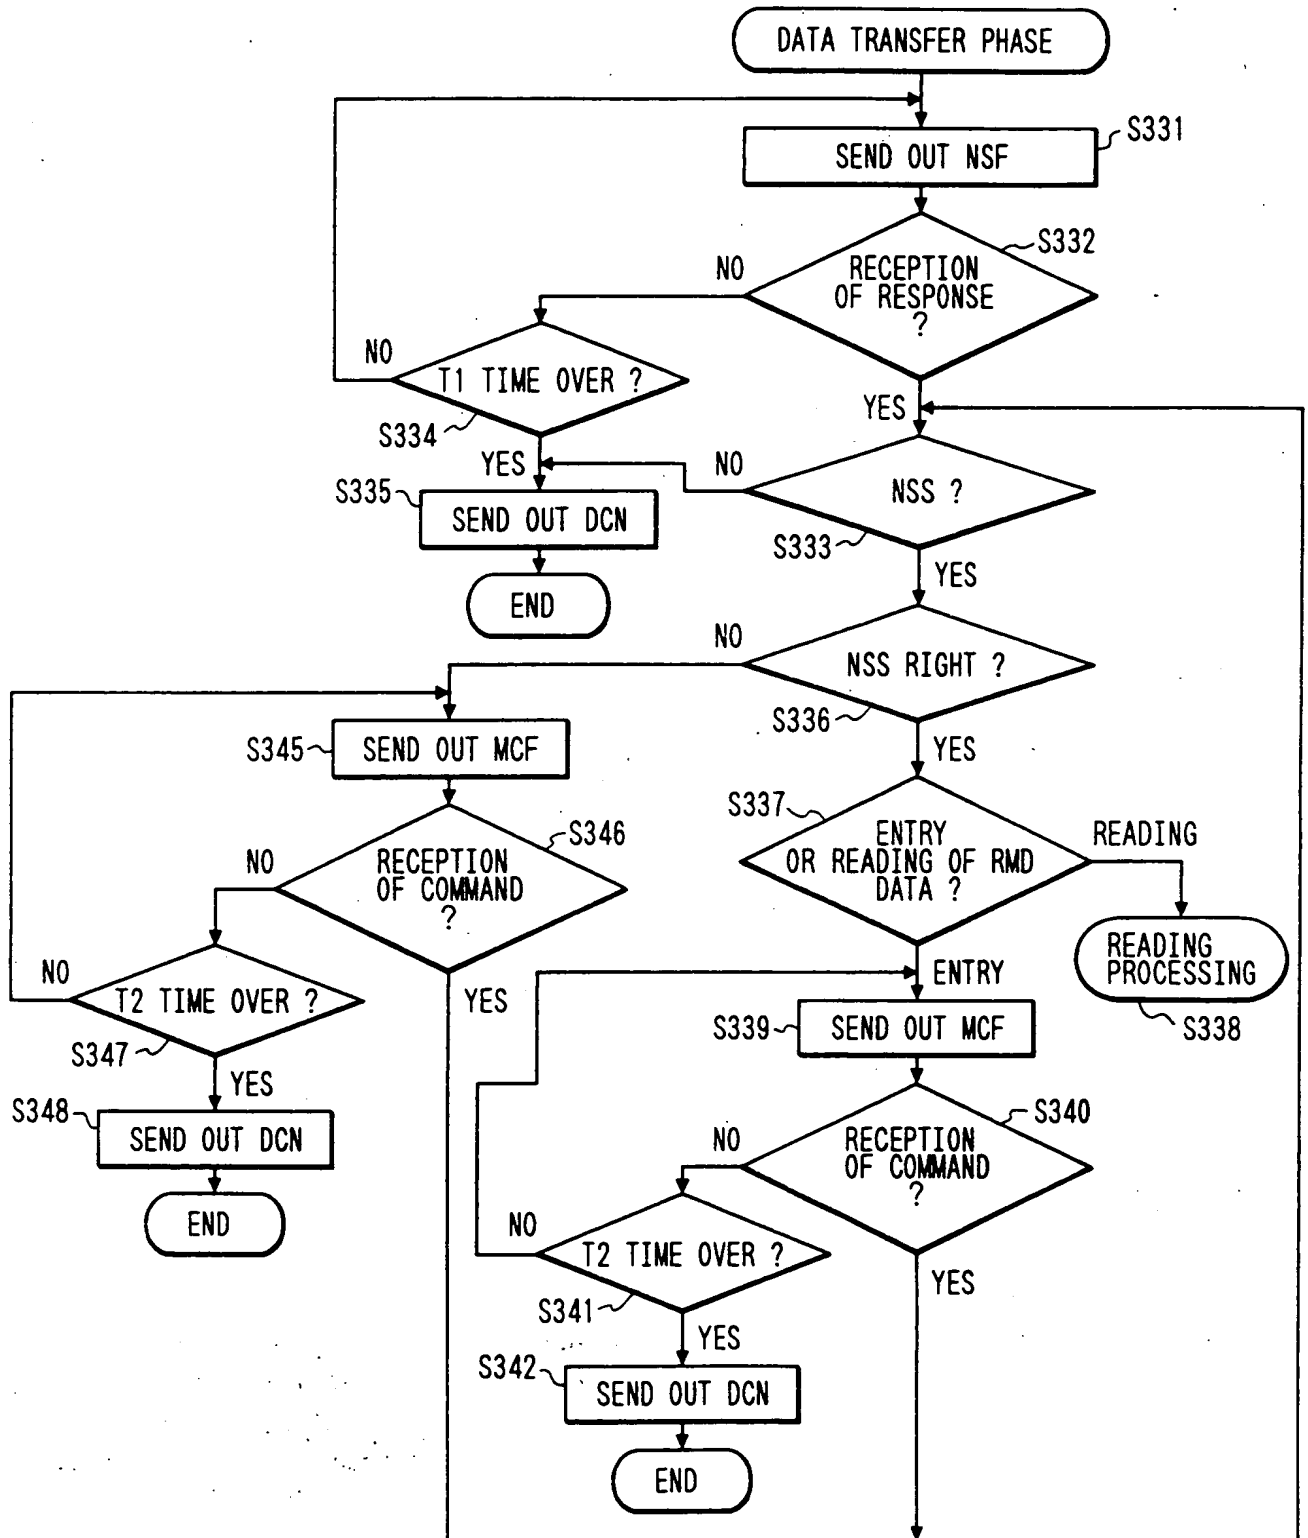 DATA TRANSFER PHASE
S331
SEND OUT NSF
S332
RECEPTION
OF RESPONSE
?
NO
NO
T1 TIME OVER ?
S334
YES
YES
NO
NSS ?
S333
S335
SEND OUT DCN
YES
END
NO
NSS RIGHT ?
S336
YES
S345
SEND OUT MCF
S337
ENTRY
OR READING OF RMD
DATA ?
READING
READING
PROCESSING
S338
S346
RECEPTION
OF COMMAND
?
NO
NO
T2 TIME OVER ?
S347
YES
YES
S348
SEND OUT DCN
END
ENTRY
S339
SEND OUT MCF
S340
RECEPTION
OF COMMAND
?
NO
NO
T2 TIME OVER ?
S341
YES
YES
S342
SEND OUT DCN
END